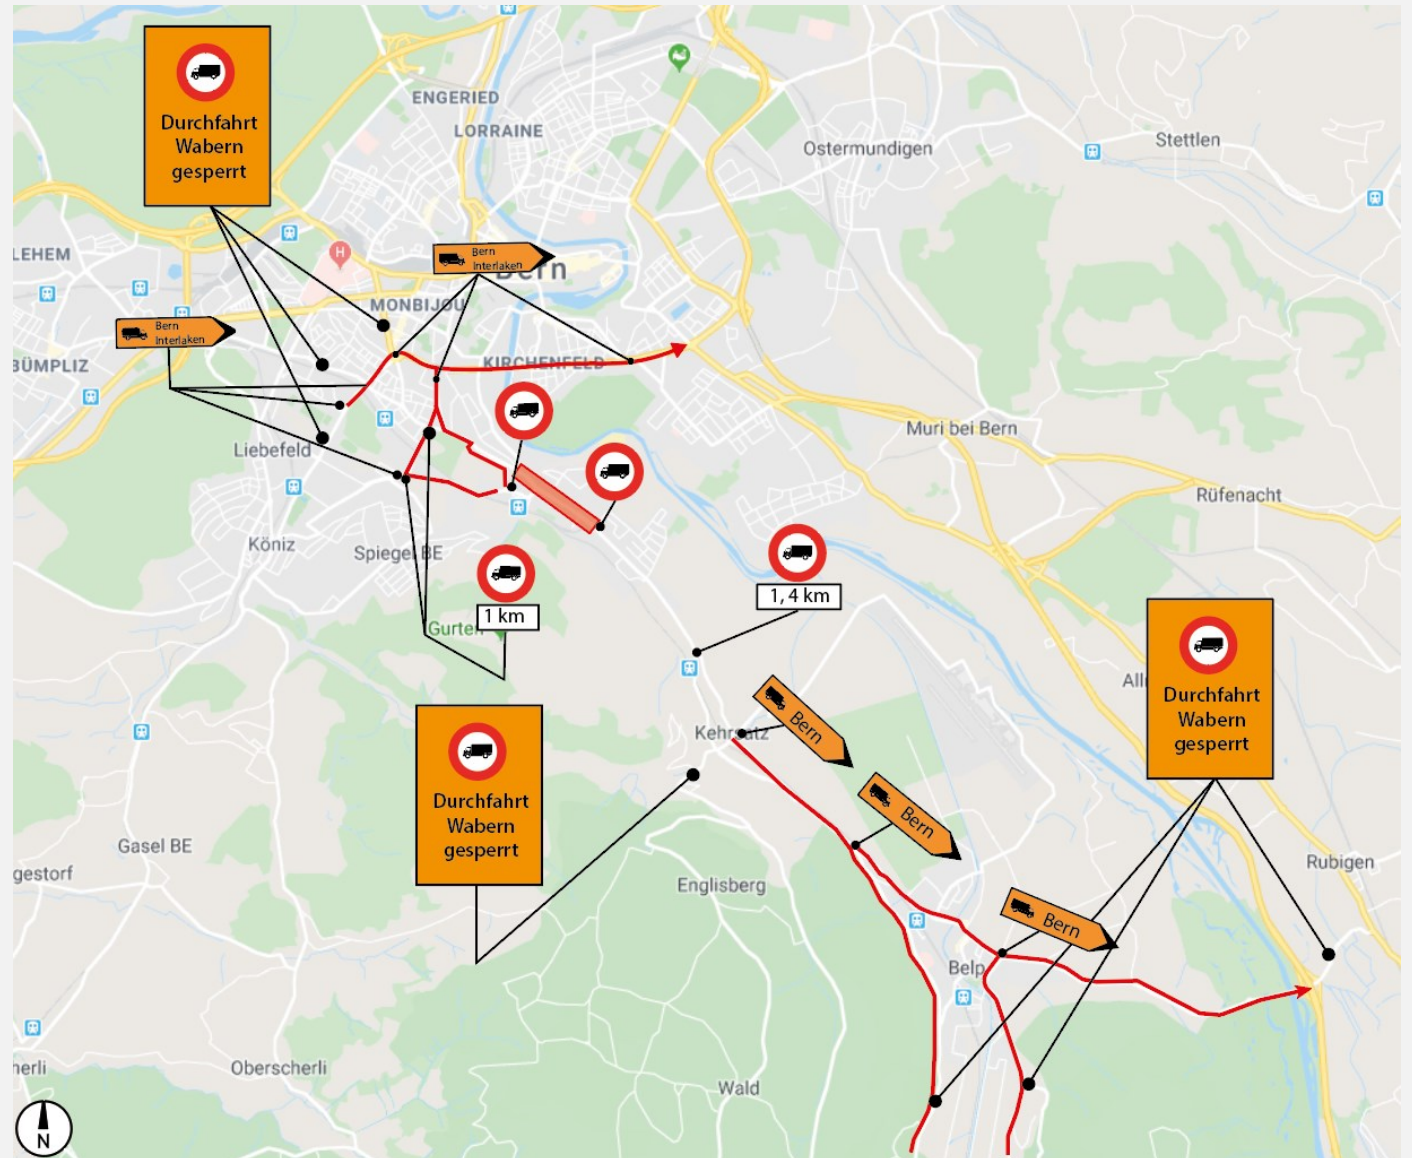 Durchfahrt
Wabern
gesperrt
ENGERIED
LORRAINE
Ostermundigen
Stettlen
LEHEM
H
Bern
Interlaken
Bern
MONBIJOU
Bern
Interlaken
BÜMPLIZ
KIRCHENFELD
Liebefeld
Muri bei Bern
Rüfenacht
Köniz
Spiegel BE
1 km
1, 4 km
Gurten
Durchfahrt
Wabern
gesperrt
All
Kehrsatz
Bern
Bern
Durchfahrt
Wabern
gesperrt
Gasel BE
gestorf
Englisberg
Rubigen
Bern
Belp
herli
Oberscherli
Wald
N